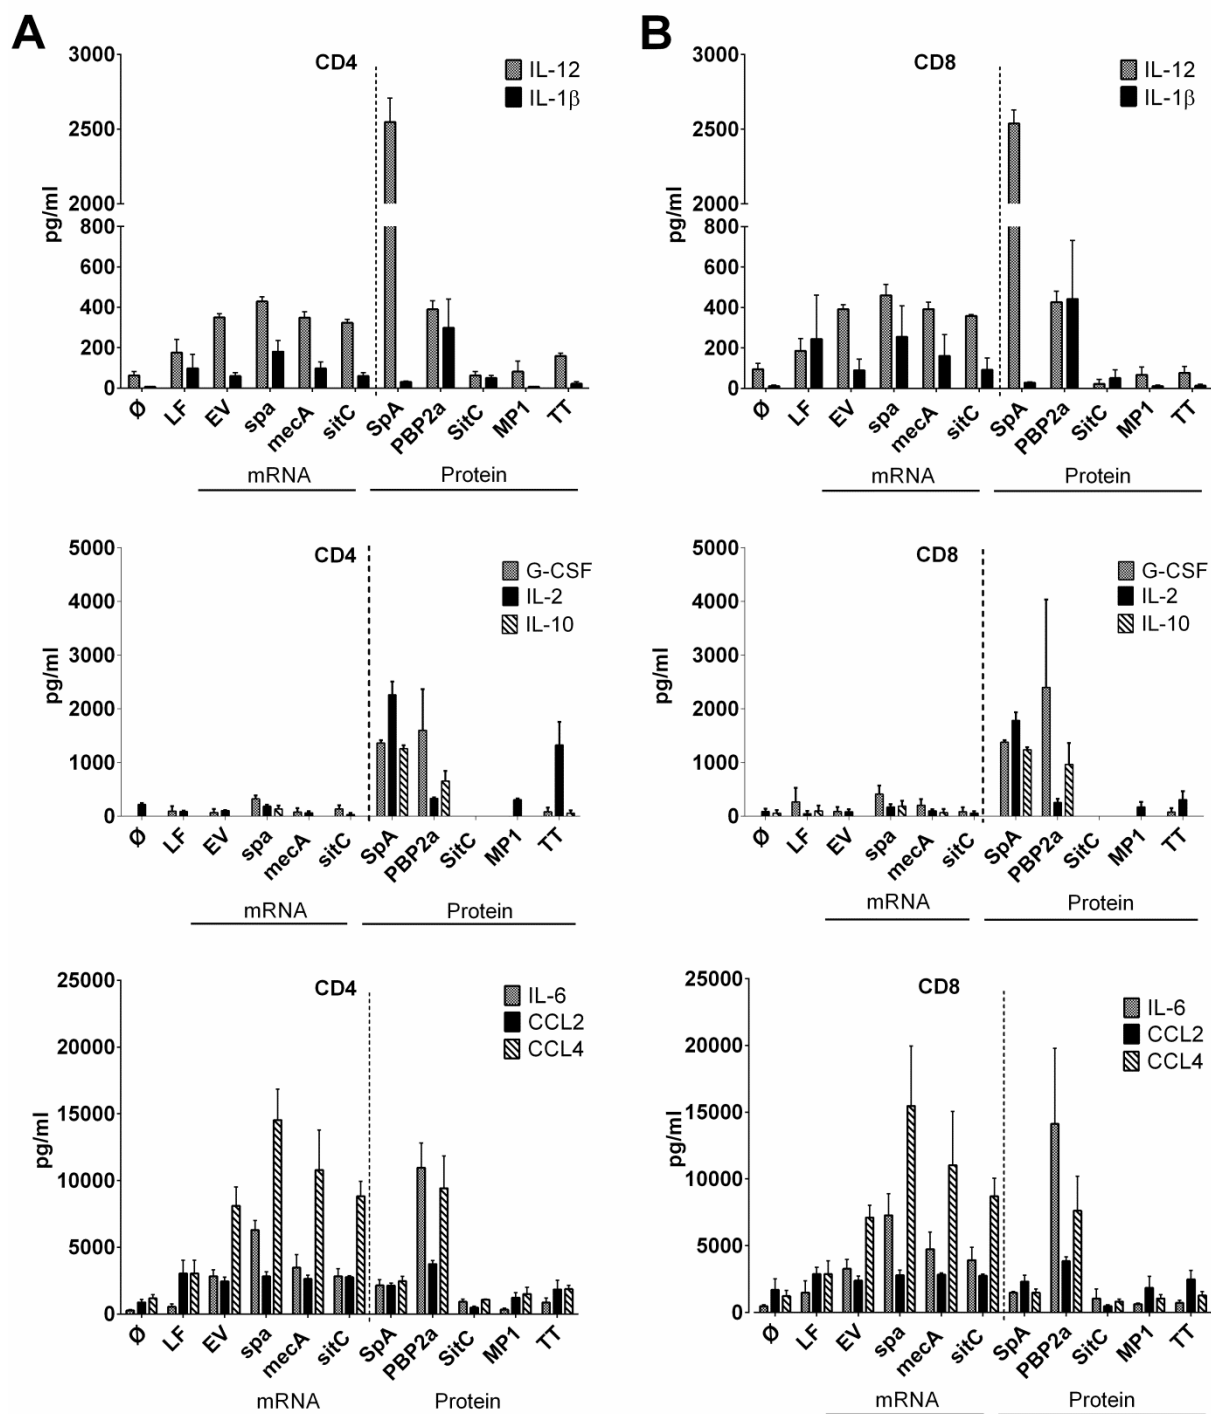 A
CD4
IL-12
IL-1β
pg/ml
3000
2500
2000
800
600
400
200
0
Ø
LF
EV
spa
mecA
sitC
SpA
PBP2a
SitC
MP1
TT
mRNA
Protein
CD4
G-CSF
IL-2
IL-10
pg/ml
5000
4000
3000
2000
1000
0
Ø
LF
EV
spa
mecA
sitC
SpA
PBP2a
SitC
MP1
TT
mRNA
Protein
CD4
IL-6
CCL2
CCL4
pg/ml
25000
20000
15000
10000
5000
0
Ø
LF
EV
spa
mecA
sitC
SpA
PBP2a
SitC
MP1
TT
mRNA
Protein
B
CD8
IL-12
IL-1β
pg/ml
3000
2500
2000
800
600
400
200
0
Ø
LF
EV
spa
mecA
sitC
SpA
PBP2a
SitC
MP1
TT
mRNA
Protein
CD8
G-CSF
IL-2
IL-10
pg/ml
5000
4000
3000
2000
1000
0
Ø
LF
EV
spa
mecA
sitC
SpA
PBP2a
SitC
MP1
TT
mRNA
Protein
CD8
IL-6
CCL2
CCL4
pg/ml
25000
20000
15000
10000
5000
0
Ø
LF
EV
spa
mecA
sitC
SpA
PBP2a
SitC
MP1
TT
mRNA
Protein